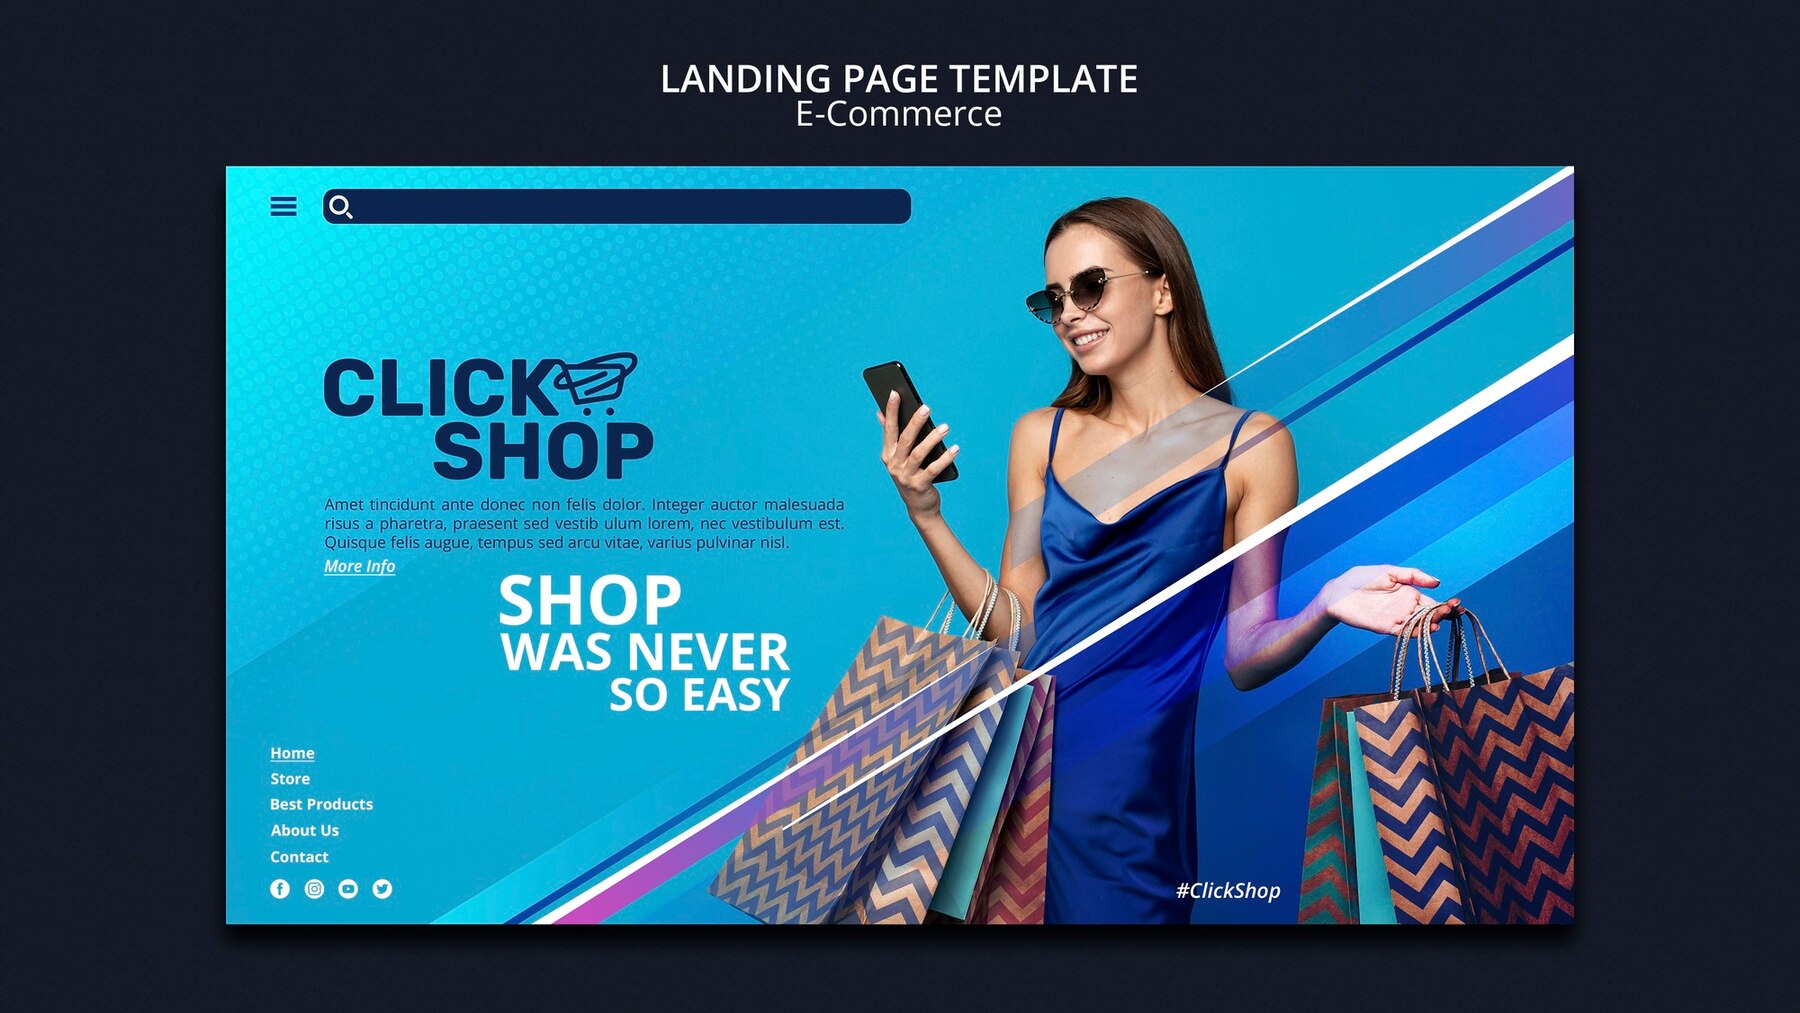 LANDING PAGE TEMPLATE
E-Commerce
CLICK
SHOP
Amet tincidunt ante donec non felis dolor. Integer auctor malesuada
risus a pharetra, praesent sed vestib ulum lorem, nec vestibulum est.
Quisque felis augue, tempus sed arcu vitae, varius pulvinar nisl.
More Info
SHOP
WAS NEVER
SO EASY
Home
Store
Best Products
About Us
Contact
#ClickShop